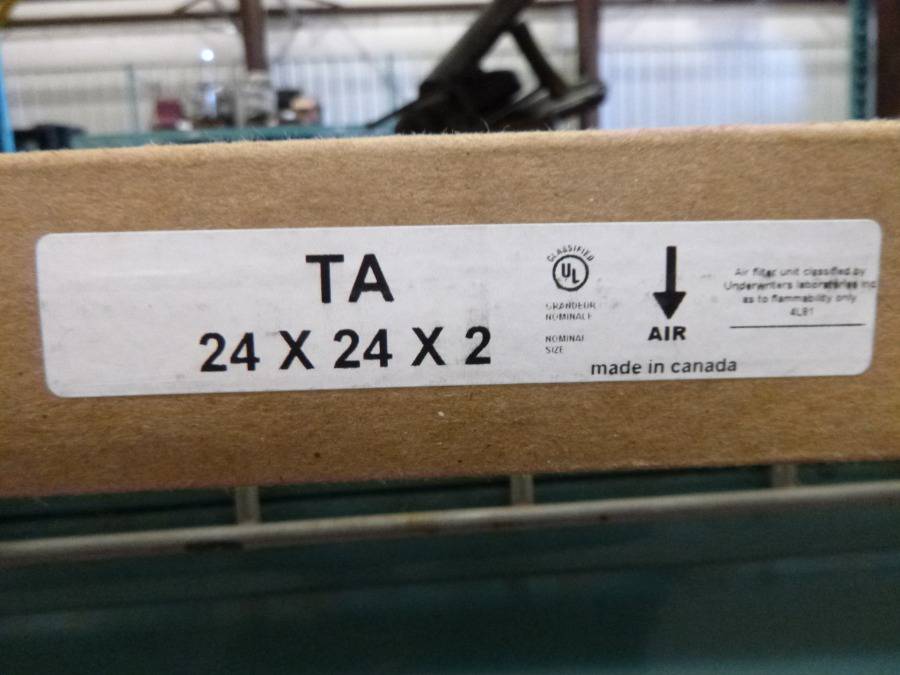 TA
24 X 24 X 2
CLASSIFIED
UL
GRANDEUR
NOMINALE
NOMINAL
SIZE
AIR
made in canada
Air filter unit classified by
Underwriters laboratories inc
as to flammability only
4L81